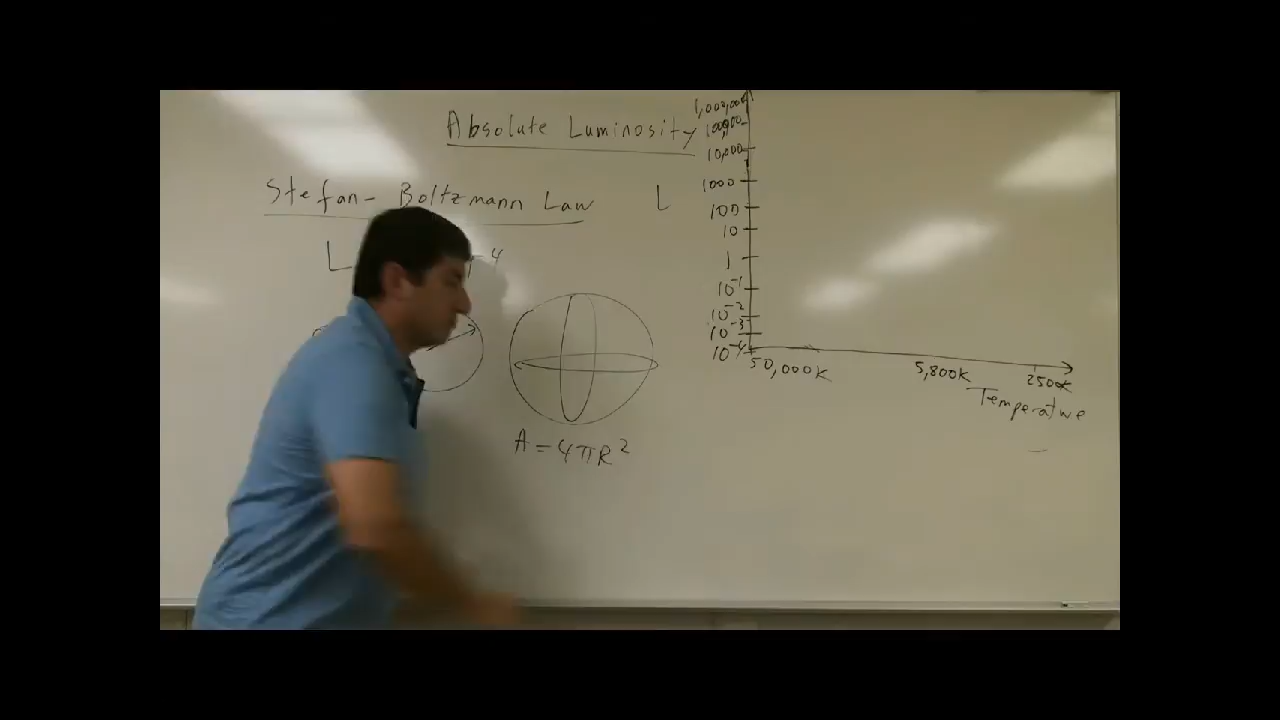 Absolute Luminosity
Stefan-Boltzmann Law
L
4
A = 4πR²
L
1,000,000
100,000
10,000
1000
100
10
1
10⁻¹
10⁻²
10⁻³
10⁻⁴
50,000K
5,800K
2500K
Temperature